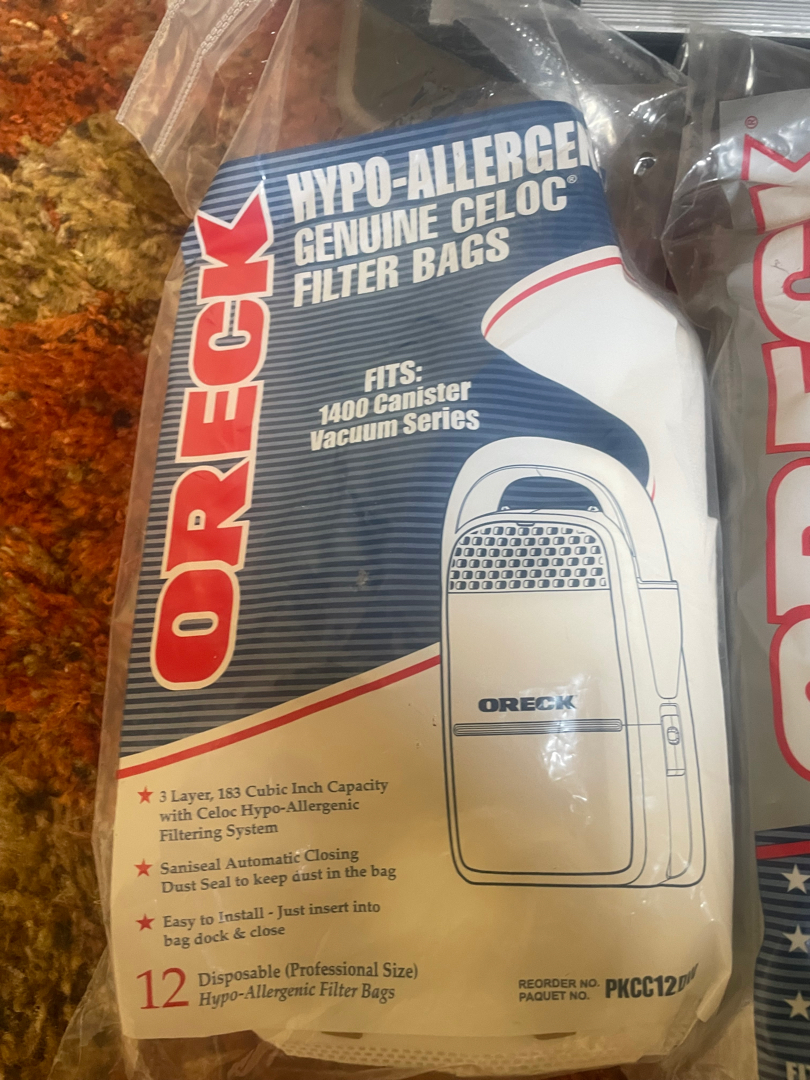 ORECK
HYPO-ALLERGEN
GENUINE CELOC®
FILTER BAGS
FITS:
1400 Canister
Vacuum Series
ORECK
★ 3 Layer, 183 Cubic Inch Capacity
with Celoc Hypo-Allergenic
Filtering System
★ Saniseal Automatic Closing
Dust Seal to keep dust in the bag
★ Easy to Install - Just insert into
bag dock & close
12 Disposable (Professional Size)
Hypo-Allergenic Filter Bags
REORDER NO.
PAQUET NO. PKCC12
ORECK®